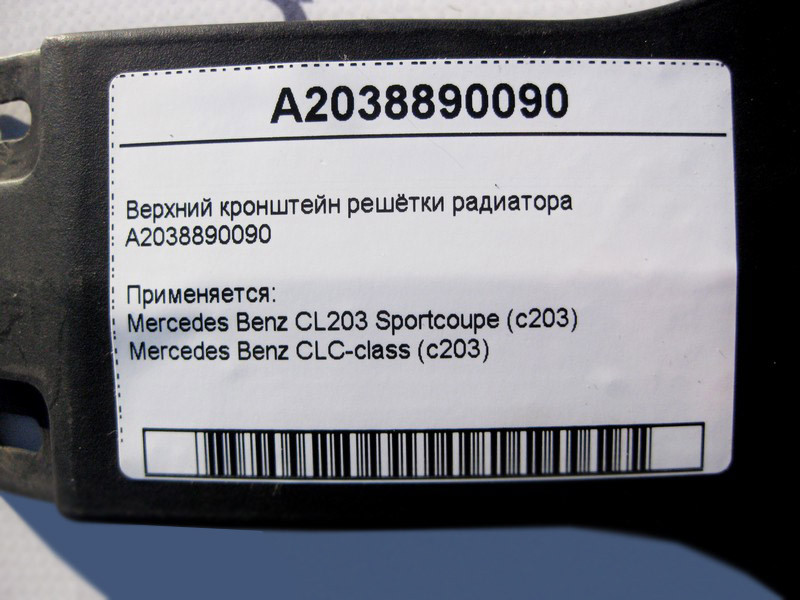 A2038890090
Верхний кронштейн решётки радиатора
A2038890090
Применяется:
Mercedes Benz CL203 Sportcoupe (c203)
Mercedes Benz CLC-class (c203)